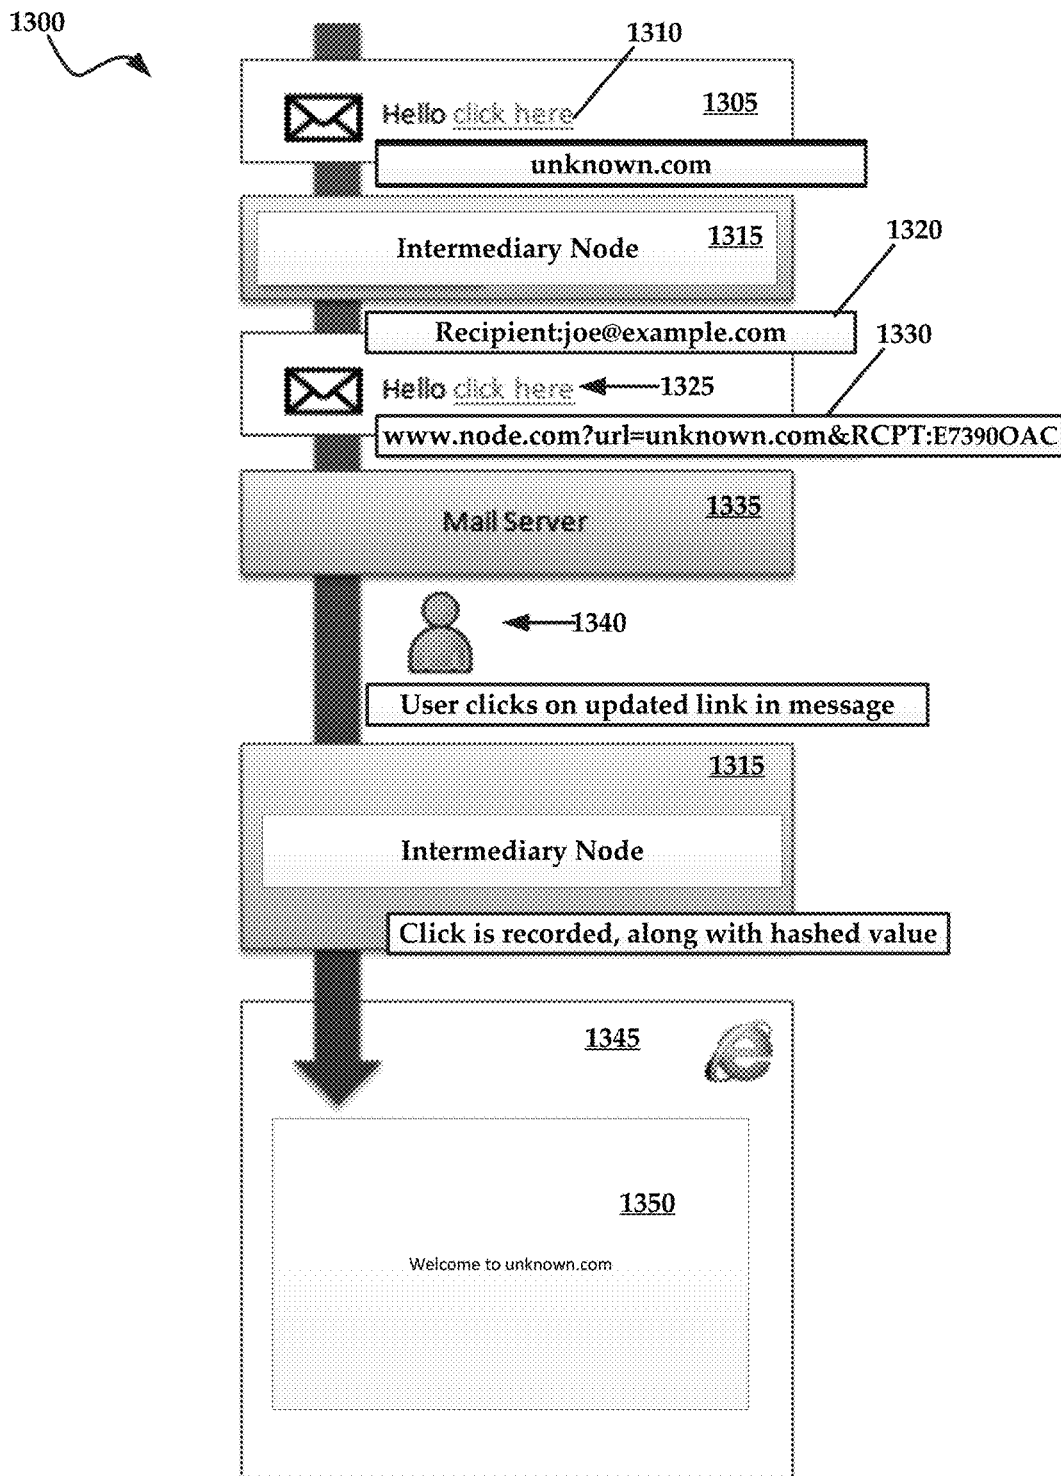 1300
1310
Hello click here
1305
unknown.com
Intermediary Node
1315
1320
Recipient:joe@example.com
1330
Hello click here
1325
www.node.com?url=unknown.com&RCPT:E7390OAC
Mail Server
1335
1340
User clicks on updated link in message
1315
Intermediary Node
Click is recorded, along with hashed value
1345
1350
Welcome to unknown.com